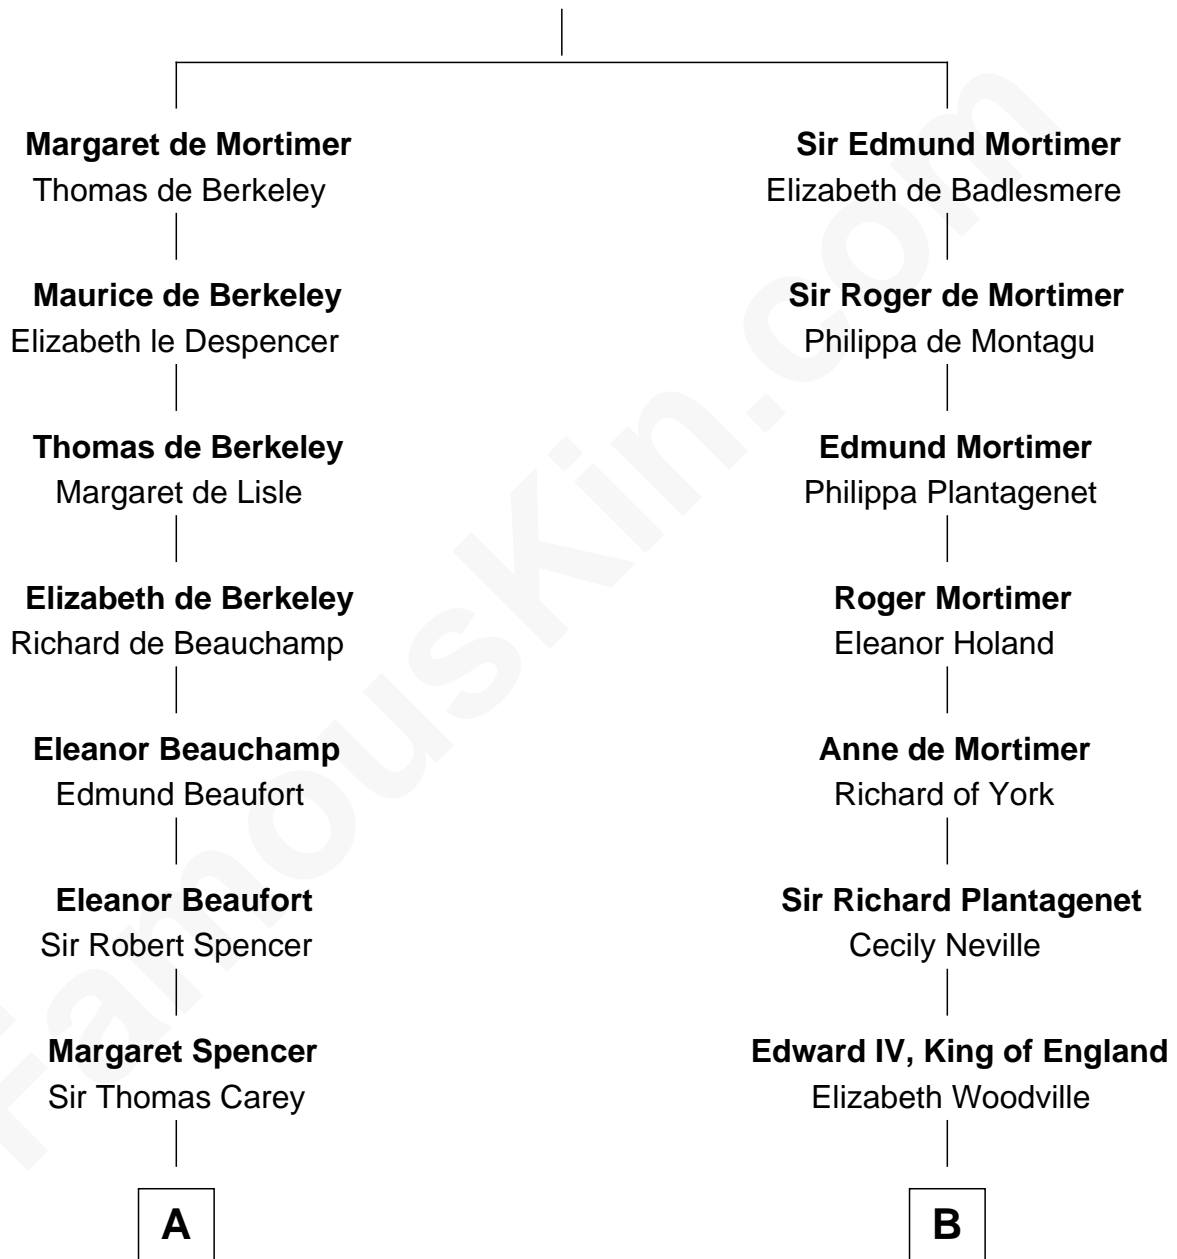 Margaret de Mortimer
Thomas de Berkeley
Sir Edmund Mortimer
Elizabeth de Badlesmere
Maurice de Berkeley
Elizabeth le Despencer
Sir Roger de Mortimer
Philippa de Montagu
Thomas de Berkeley
Margaret de Lisle
Edmund Mortimer
Philippa Plantagenet
Elizabeth de Berkeley
Richard de Beauchamp
Roger Mortimer
Eleanor Holand
Eleanor Beauchamp
Edmund Beaufort
Anne de Mortimer
Richard of York
Eleanor Beaufort
Sir Robert Spencer
Sir Richard Plantagenet
Cecily Neville
Margaret Spencer
Sir Thomas Carey
Edward IV, King of England
Elizabeth Woodville
A
B
FamousKin.com